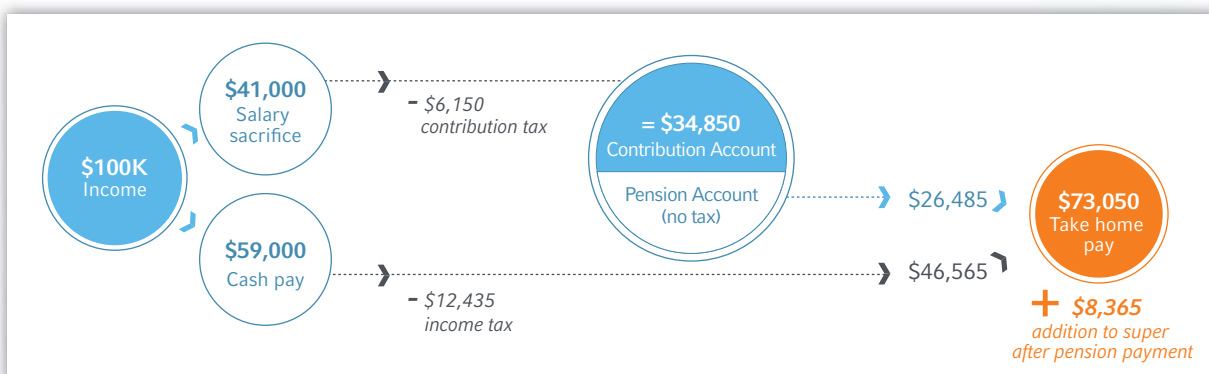 $100K
Income
$41,000
Salary
sacrifice
- $6,150
contribution tax
= $34,850
Contribution Account
Pension Account
(no tax)
$26,485
$59,000
Cash pay
- $12,435
income tax
$46,565
$73,050
Take home
pay
+ $8,365
addition to super
after pension payment